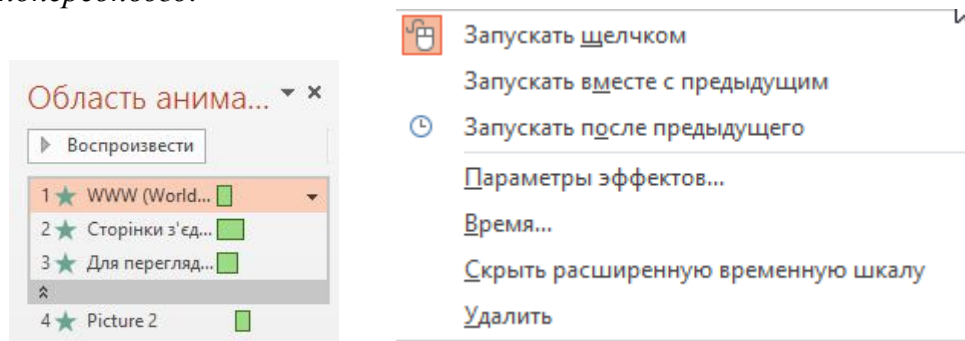 Область анима...
Воспроизвести
1 WWW (World...
2 Сторінки з'єд...
3 Для перегляд...
4 Picture 2
Запускать щелчком
Запускать вместе с предыдущим
Запускать после предыдущего
Параметры эффектов...
Время...
Скрыть расширенную временную шкалу
Удалить